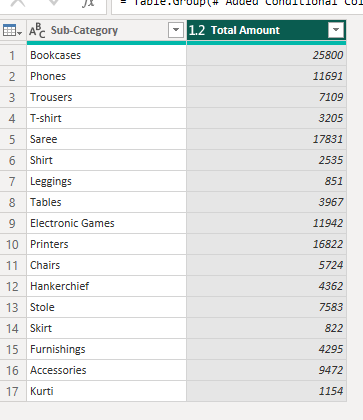 fx = Table.Group(# Added Conditional Col
ABC Sub-Category 1.2 Total Amount
1 Bookcases 25800
2 Phones 11691
3 Trousers 7109
4 T-shirt 3205
5 Saree 17831
6 Shirt 2535
7 Leggings 851
8 Tables 3967
9 Electronic Games 11942
10 Printers 16822
11 Chairs 5724
12 Hankerchief 4362
13 Stole 7583
14 Skirt 822
15 Furnishings 4295
16 Accessories 9472
17 Kurti 1154